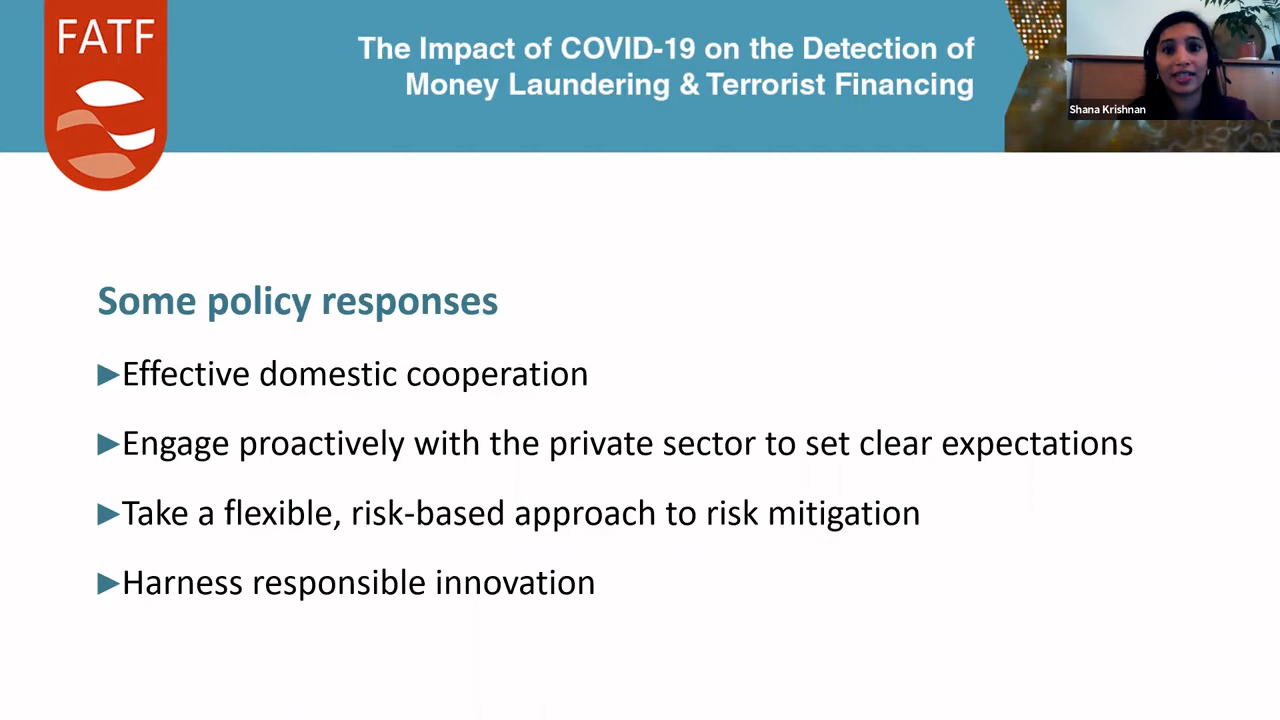 FATF
The Impact of COVID-19 on the Detection of
Money Laundering & Terrorist Financing
Shana Krishnan
Some policy responses
►Effective domestic cooperation
►Engage proactively with the private sector to set clear expectations
►Take a flexible, risk-based approach to risk mitigation
►Harness responsible innovation